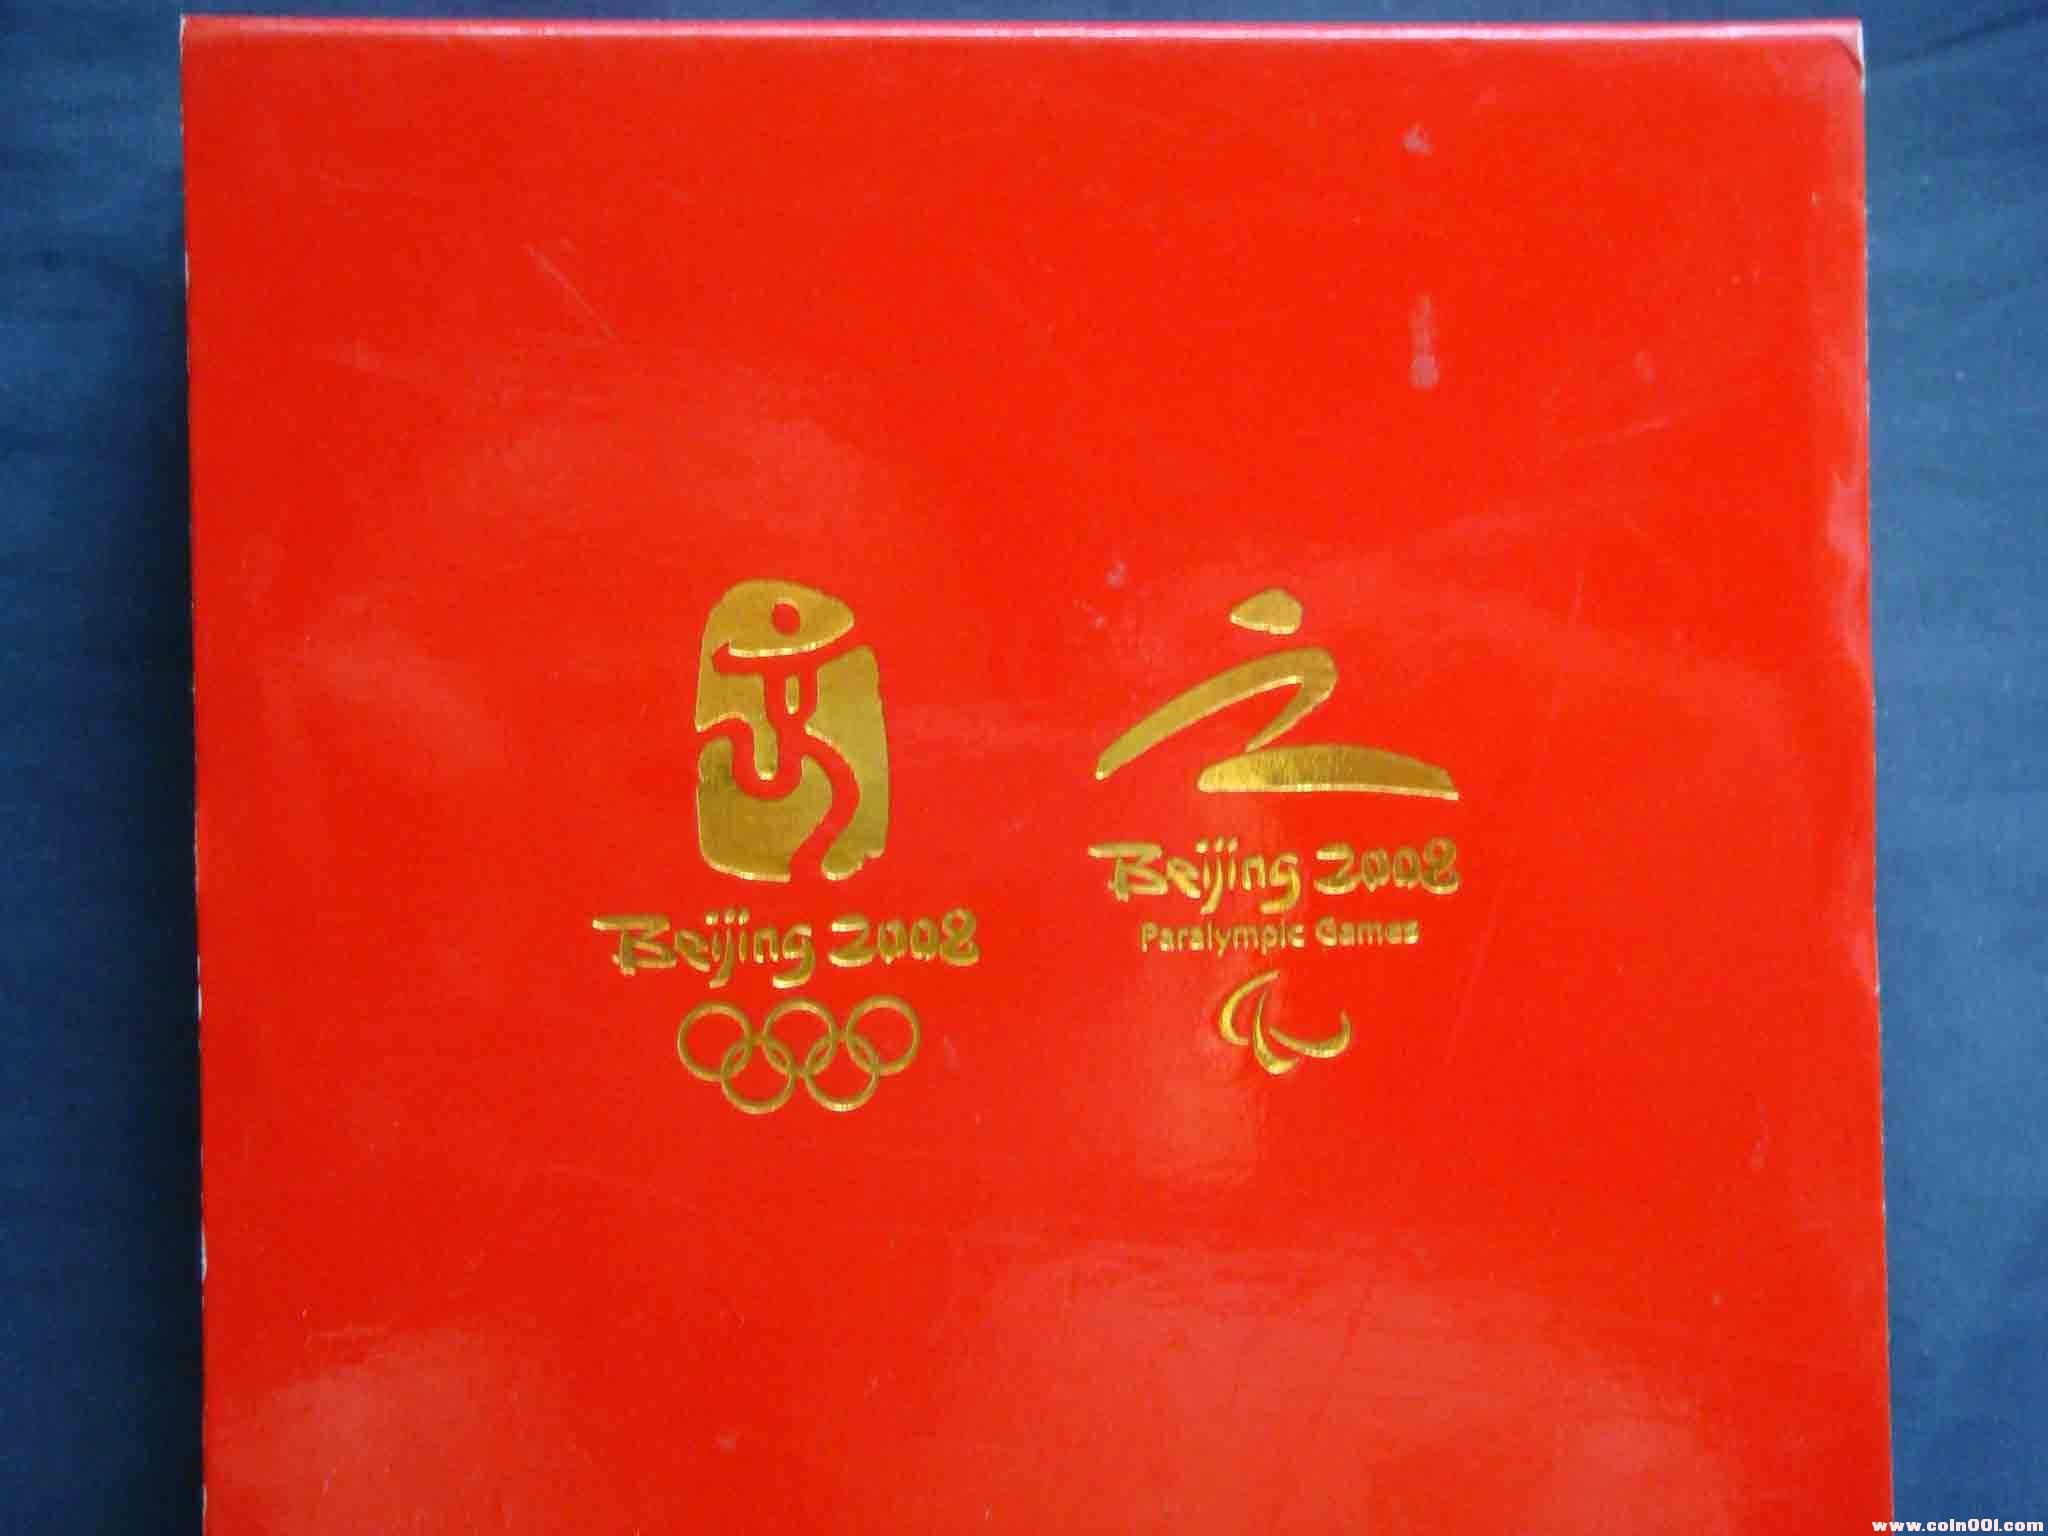 Beijing 2008
Beijing 2008
Paralympic Games
www.coin001.com